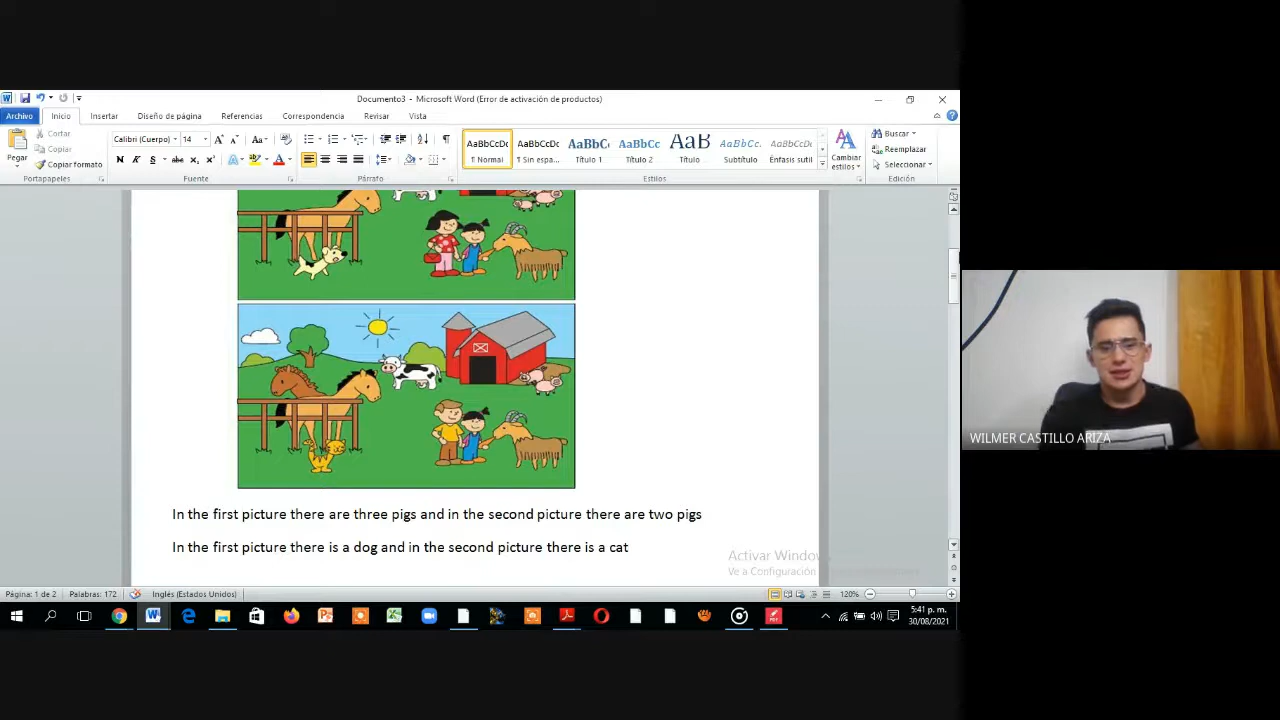 Documento3 - Microsoft Word (Error de activación de productos)
Archivo Inicio Insertar Diseño de página Referencias Correspondencia Revisar Vista
Pegar
Cortar
Copiar
Copiar formato
Portapapeles
Calibri (Cuerpo) 14
N K S abc x₂ x²
Fuente
Párrafo
AaBbCcDc AaBbCcDc AaBbC AaBbCc AaB AaBbCc. AaBbCcDc
¶ Normal ¶ Sin espa... Título 1 Título 2 Título Subtítulo Énfasis sutil
Cambiar estilos
Estilos
Buscar
Reemplazar
Seleccionar
Edición
In the first picture there are three pigs and in the second picture there are two pigs
In the first picture there is a dog and in the second picture there is a cat
Activar Windows
Ve a Configuración
Página: 1 de 2 Palabras: 172 Inglés (Estados Unidos) 120%
5:41 p. m.
30/08/2021
WILMER CASTILLO ARIZA